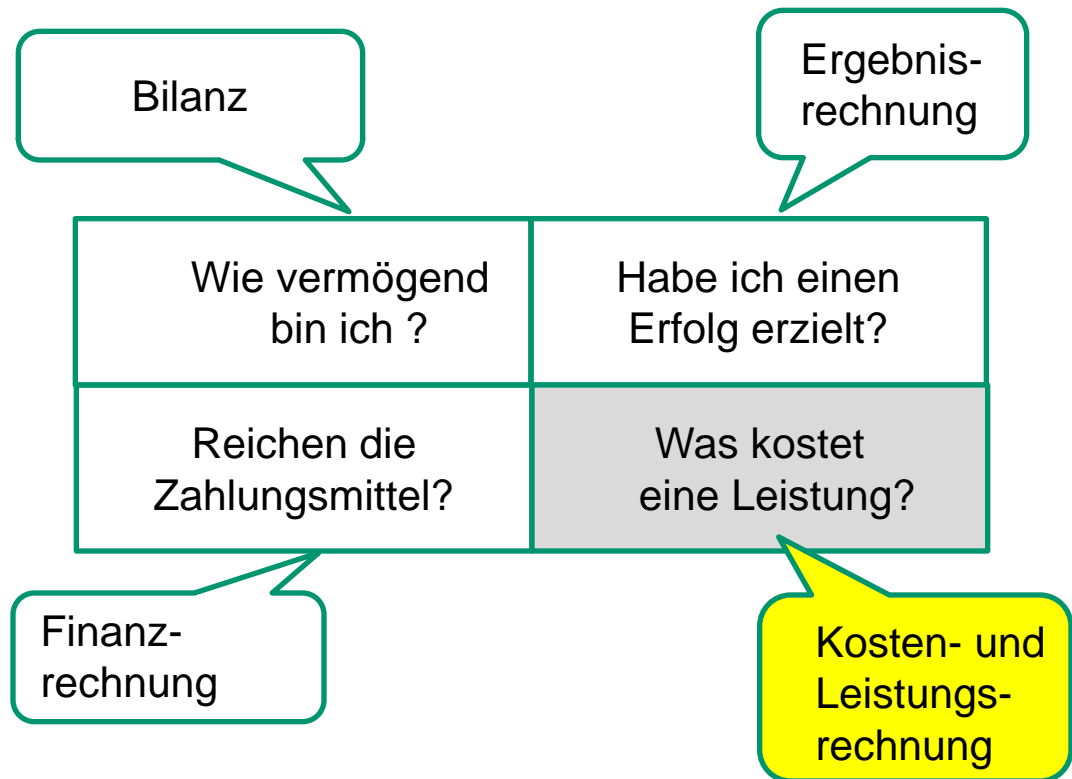 Bilanz
Ergebnis-
rechnung
Wie vermögend
bin ich ?
Habe ich einen
Erfolg erzielt?
Reichen die
Zahlungsmittel?
Was kostet
eine Leistung?
Finanz-
rechnung
Kosten- und
Leistungs-
rechnung